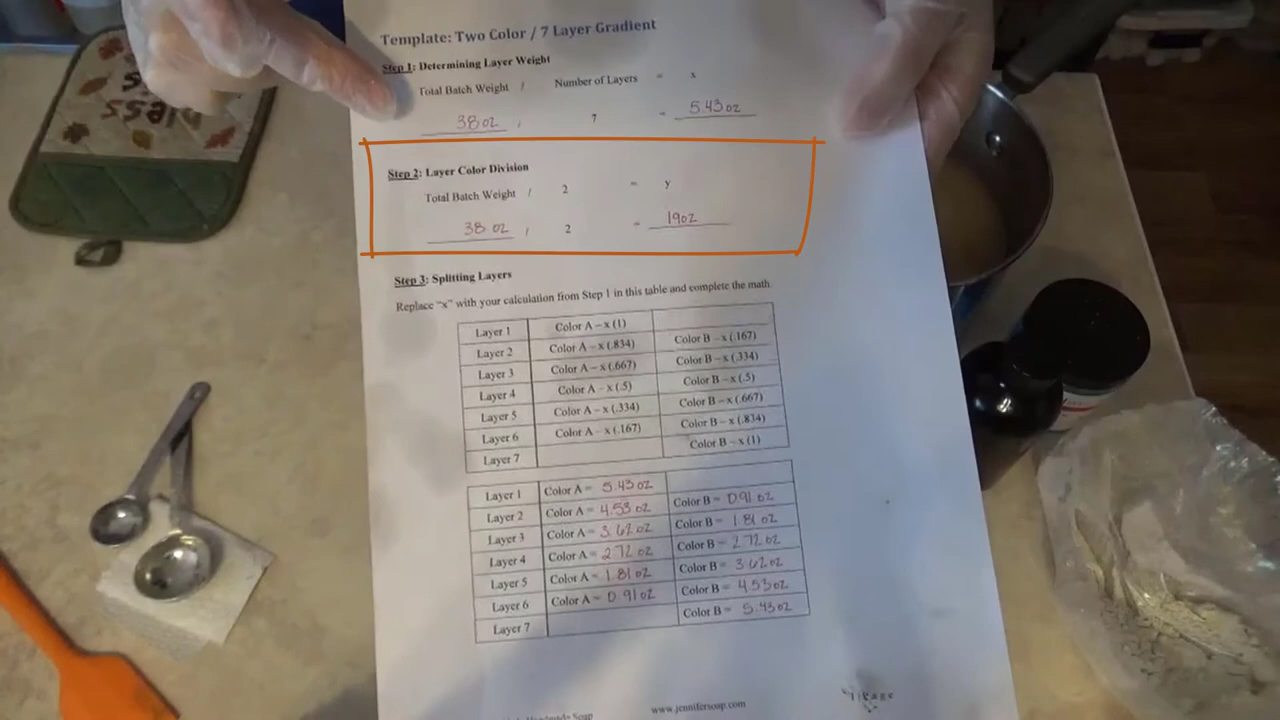 Template: Two Color / 7 Layer Gradient
Step 1: Determining Layer Weight
Total Batch Weight / Number of Layers = x
38 oz / 7 = 5.43 oz
Step 2: Layer Color Division
Total Batch Weight / 2 = y
38 oz / 2 = 19 oz
Step 3: Splitting Layers
Replace "x" with your calculation from Step 1 in this table and complete the math.
Layer 1 Color A – x (1)
Layer 2 Color A – x (.834) Color B – x (.167)
Layer 3 Color A – x (.667) Color B – x (.334)
Layer 4 Color A – x (.5) Color B – x (.5)
Layer 5 Color A – x (.334) Color B – x (.667)
Layer 6 Color A – x (.167) Color B – x (.834)
Layer 7 Color B – x (1)
Layer 1 Color A = 5.43 oz
Layer 2 Color A = 4.53 oz Color B = 0.91 oz
Layer 3 Color A = 3.62 oz Color B = 1.81 oz
Layer 4 Color A = 2.72 oz Color B = 2.72 oz
Layer 5 Color A = 1.81 oz Color B = 3.62 oz
Layer 6 Color A = 0.91 oz Color B = 4.53 oz
Layer 7 Color B = 5.43 oz
Handmade Soap www.jennifersoap.com
bless